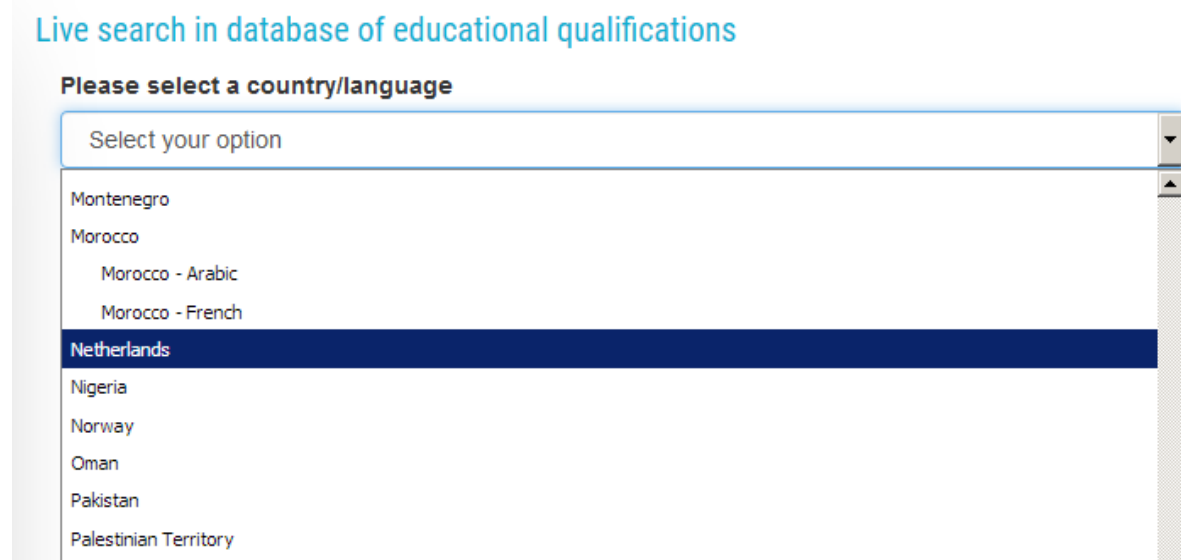 Live search in database of educational qualifications
Please select a country/language
Select your option
Montenegro
Morocco
Morocco - Arabic
Morocco - French
Netherlands
Nigeria
Norway
Oman
Pakistan
Palestinian Territory